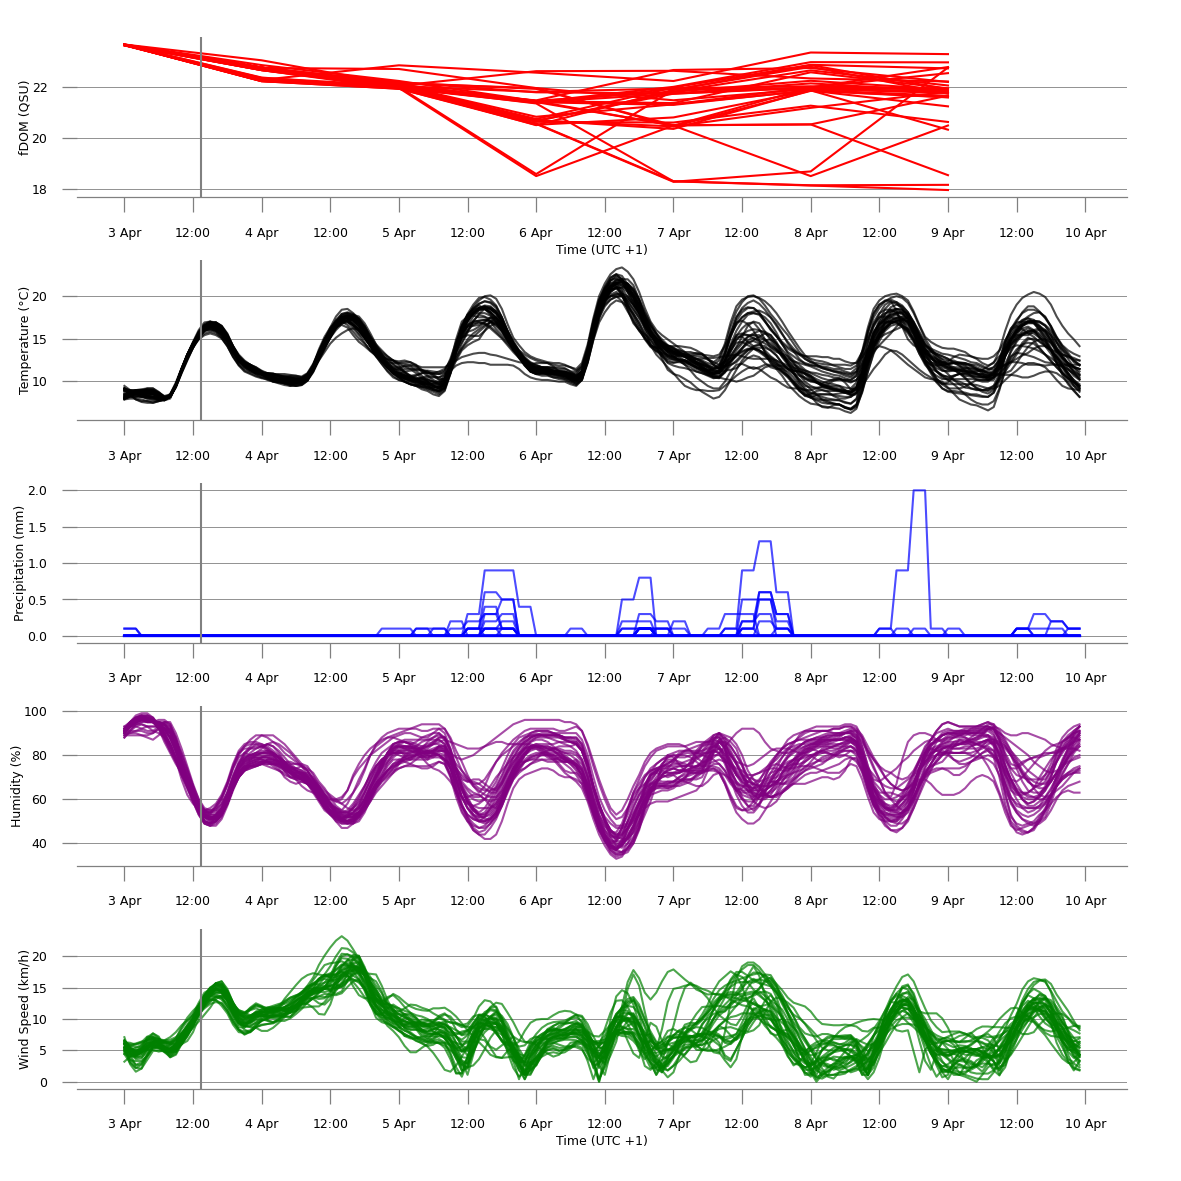 fDOM (QSU)
22
20
18
3 Apr 12:00 4 Apr 12:00 5 Apr 12:00 6 Apr 12:00 7 Apr 12:00 8 Apr 12:00 9 Apr 12:00 10 Apr
Time (UTC +1)
Temperature (°C)
20
15
10
3 Apr 12:00 4 Apr 12:00 5 Apr 12:00 6 Apr 12:00 7 Apr 12:00 8 Apr 12:00 9 Apr 12:00 10 Apr
Precipitation (mm)
2.0
1.5
1.0
0.5
0.0
3 Apr 12:00 4 Apr 12:00 5 Apr 12:00 6 Apr 12:00 7 Apr 12:00 8 Apr 12:00 9 Apr 12:00 10 Apr
Humidity (%)
100
80
60
40
3 Apr 12:00 4 Apr 12:00 5 Apr 12:00 6 Apr 12:00 7 Apr 12:00 8 Apr 12:00 9 Apr 12:00 10 Apr
Wind Speed (km/h)
20
15
10
5
0
3 Apr 12:00 4 Apr 12:00 5 Apr 12:00 6 Apr 12:00 7 Apr 12:00 8 Apr 12:00 9 Apr 12:00 10 Apr
Time (UTC +1)